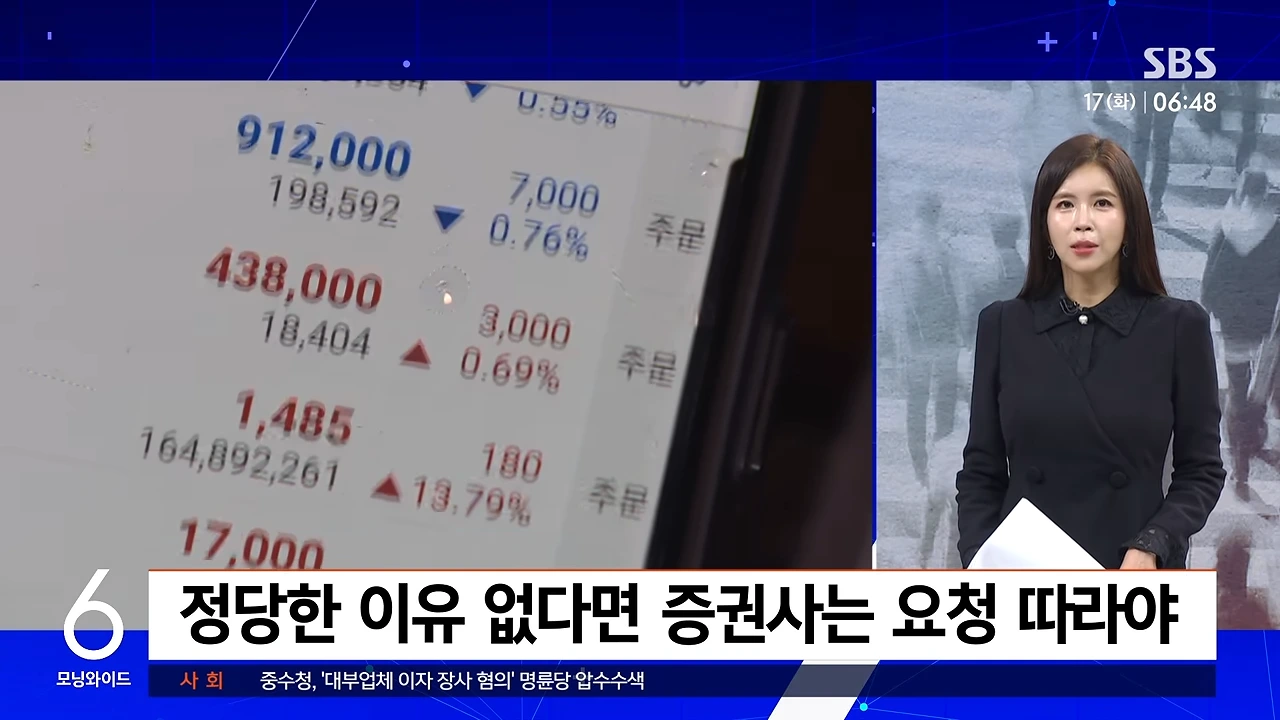 SBS
17(화) | 06:48
0.55%
912,000
7,000
198,592 ▼ 0.76% 주문
438,000
3,000
18,404 ▲ 0.69% 주문
1,485
180
164,892,261 ▲ 13.79% 주문
17,000
6 모닝와이드
정당한 이유 없다면 증권사는 요청 따라야
사회 중수청, '대부업체 이자 장사 혐의' 명륜당 압수수색